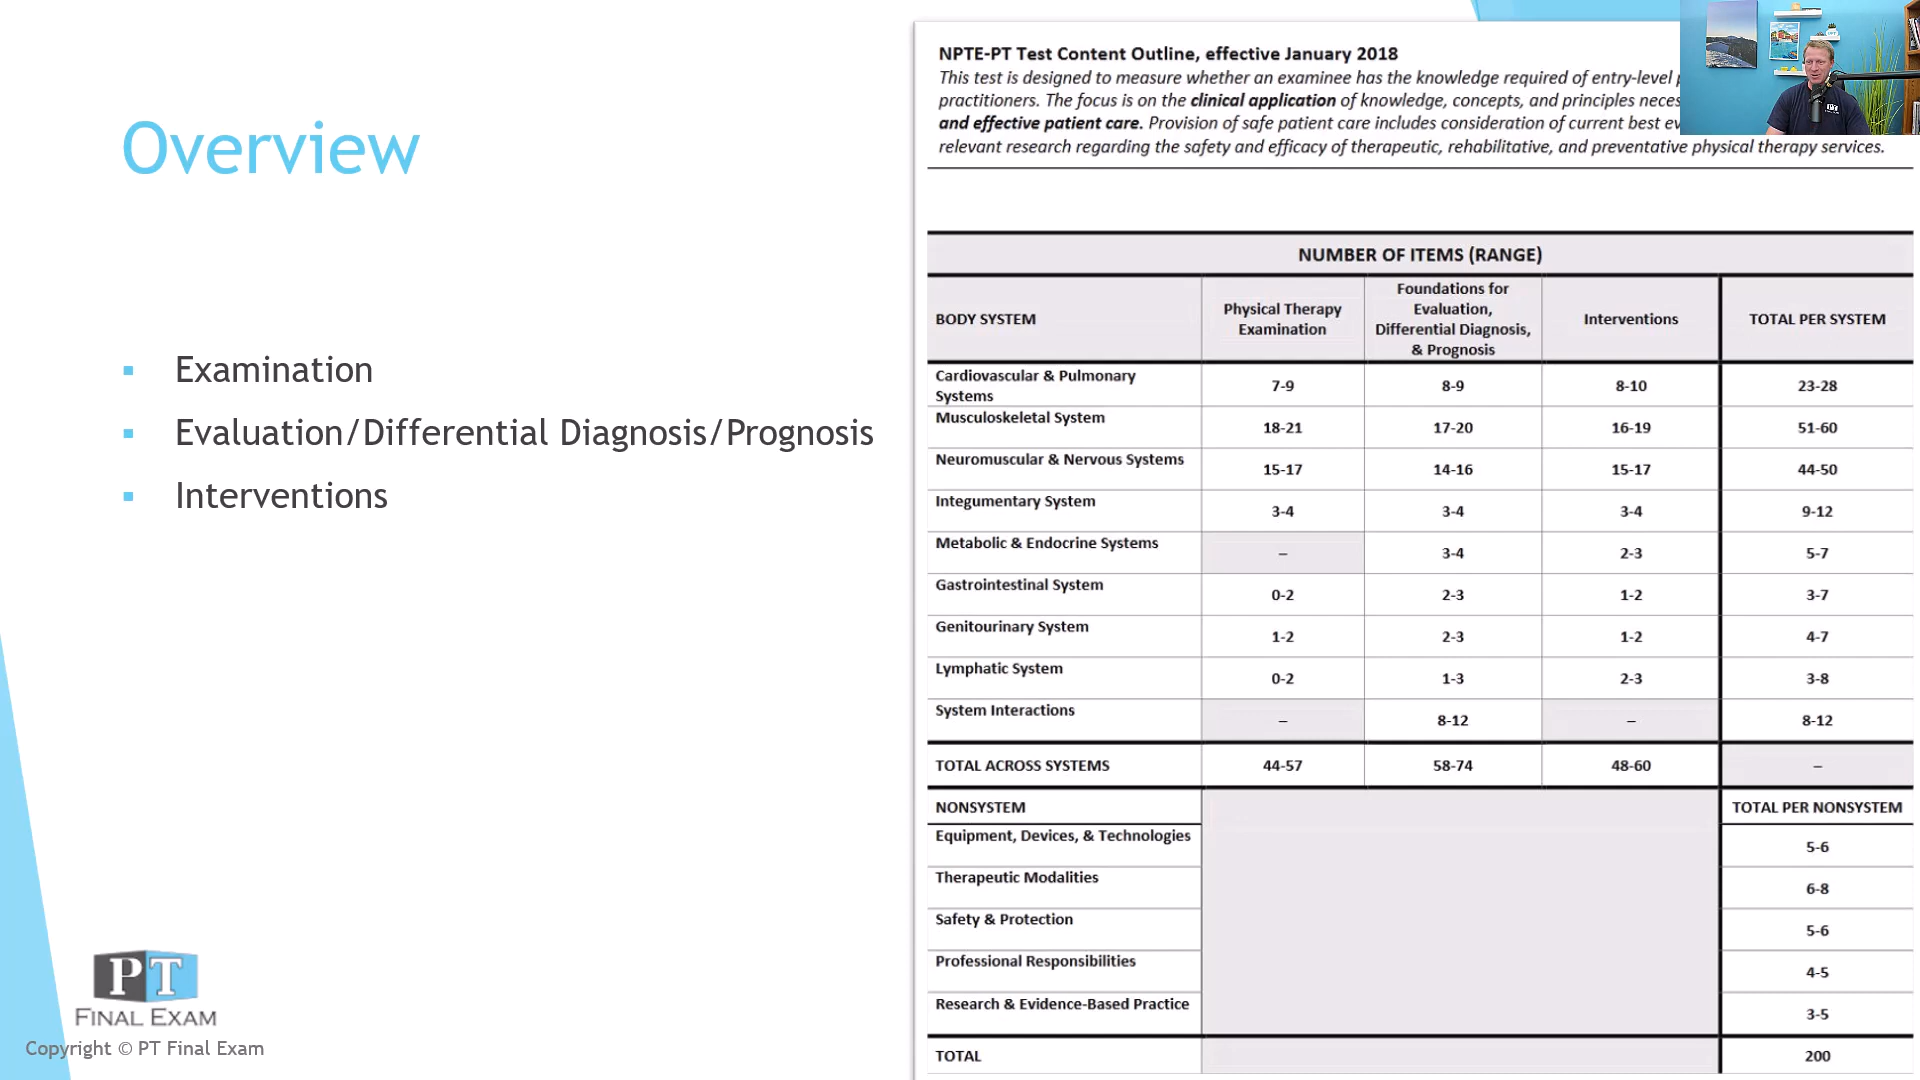 Overview
Examination
Evaluation/Differential Diagnosis/Prognosis
Interventions
PT
FINAL EXAM
Copyright © PT Final Exam
NPTE-PT Test Content Outline, effective January 2018
This test is designed to measure whether an examinee has the knowledge required of entry-level
practitioners. The focus is on the clinical application of knowledge, concepts, and principles
and effective patient care. Provision of safe patient care includes consideration of current best
relevant research regarding the safety and efficacy of therapeutic, rehabilitative, and preventative physical therapy services.
NUMBER OF ITEMS (RANGE)
BODY SYSTEM Physical Therapy Examination Foundations for Evaluation, Differential Diagnosis, & Prognosis Interventions TOTAL PER SYSTEM
Cardiovascular & Pulmonary Systems 7-9 8-9 8-10 23-28
Musculoskeletal System 18-21 17-20 16-19 51-60
Neuromuscular & Nervous Systems 15-17 14-16 15-17 44-50
Integumentary System 3-4 3-4 3-4 9-12
Metabolic & Endocrine Systems – 3-4 2-3 5-7
Gastrointestinal System 0-2 2-3 1-2 3-7
Genitourinary System 1-2 2-3 1-2 4-7
Lymphatic System 0-2 1-3 2-3 3-8
System Interactions – 8-12 – 8-12
TOTAL ACROSS SYSTEMS 44-57 58-74 48-60 –
NONSYSTEM TOTAL PER NONSYSTEM
Equipment, Devices, & Technologies 5-6
Therapeutic Modalities 6-8
Safety & Protection 5-6
Professional Responsibilities 4-5
Research & Evidence-Based Practice 3-5
TOTAL 200